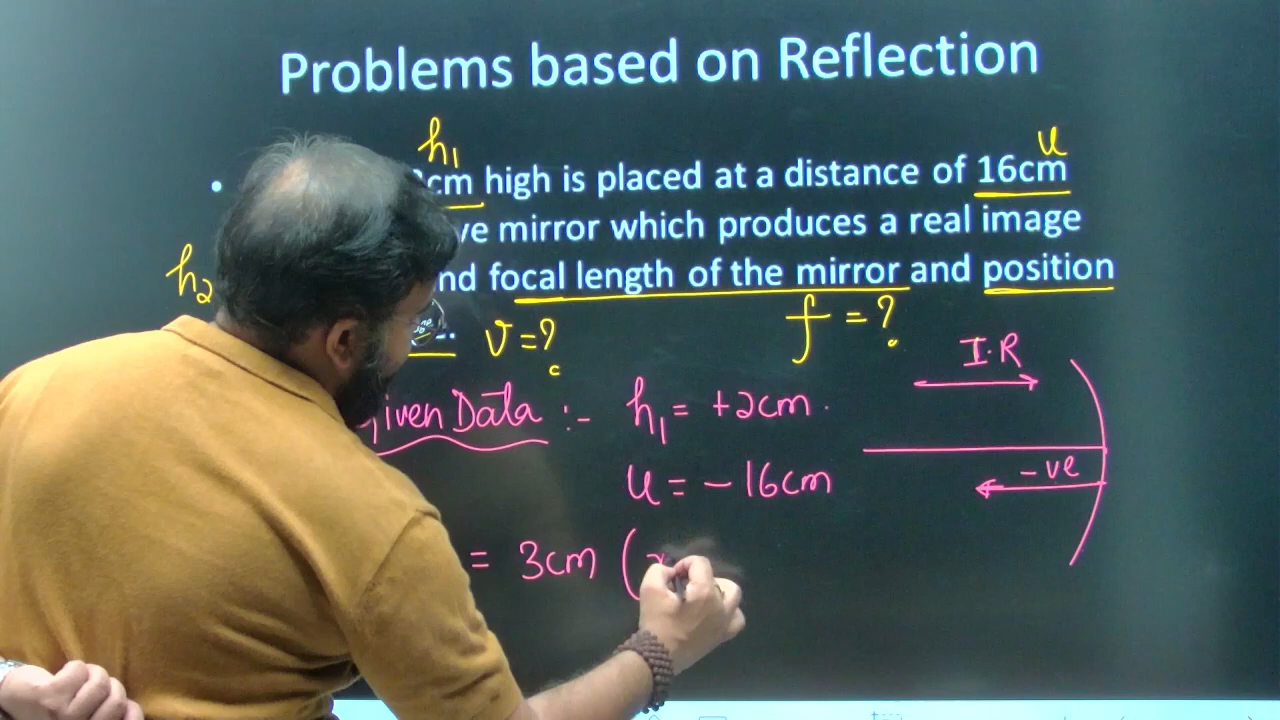 Problems based on Reflection
h₁
u
cm high is placed at a distance of 16cm
ve mirror which produces a real image
h₂
nd focal length of the mirror and position
v = ?
f = ?
I.R
Given Data :- h₁ = +2cm.
-ve
u = -16cm
= 3cm (